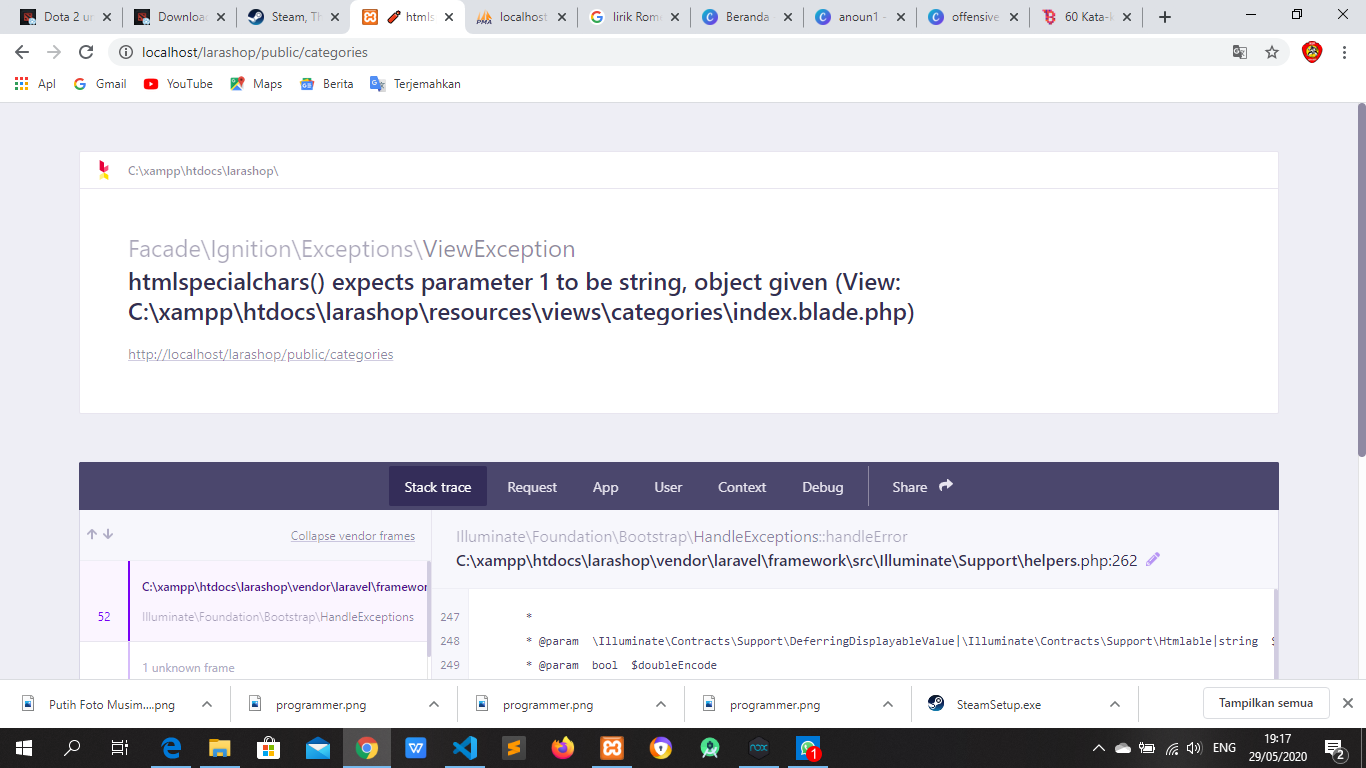 Dota 2 un
Downloa
Steam, Th
htmls
localhost
lirik Rom
Beranda
anoun1 -
offensive
60 Kata-k
localhost/larashop/public/categories
Apl
Gmail
YouTube
Maps
Berita
Terjemahkan
C:\xampp\htdocs\larashop\
Facade\Ignition\Exceptions\ViewException
htmlspecialchars() expects parameter 1 to be string, object given (View:
C:\xampp\htdocs\larashop\resources\views\categories\index.blade.php)
http://localhost/larashop/public/categories
Stack trace
Request
App
User
Context
Debug
Share
Collapse vendor frames
Illuminate\Foundation\Bootstrap\HandleExceptions::handleError
C:\xampp\htdocs\larashop\vendor\laravel\framework\src\Illuminate\Support\helpers.php:262
C:\xampp\htdocs\larashop\vendor\laravel\framewor
52
Illuminate\Foundation\Bootstrap\HandleExceptions
1 unknown frame
247 *
248 * @param \Illuminate\Contracts\Support\DeferringDisplayableValue|\Illuminate\Contracts\Support\Htmlable|string $
249 * @param bool $doubleEncode
Putih Foto Musim....png
programmer.png
programmer.png
programmer.png
SteamSetup.exe
Tampilkan semua
ENG
19:17
29/05/2020
1
2